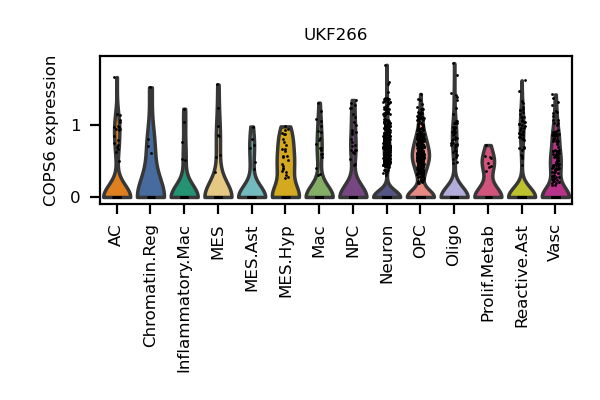 UKF266
COPS6 expression
1
0
AC
Chromatin.Reg
Inflammatory.Mac
MES
MES.Ast
MES.Hyp
Mac
NPC
Neuron
OPC
Oligo
Prolif.Metab
Reactive.Ast
Vasc